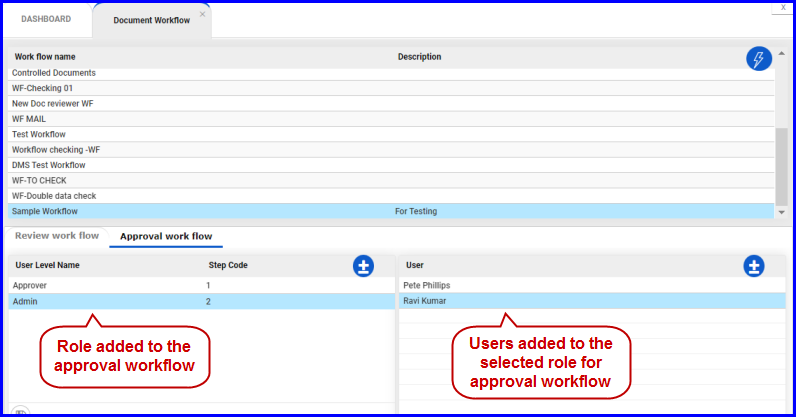 DASHBOARD
Document Workflow
x
x
Work flow name Description
Controlled Documents
WF-Checking 01
New Doc reviewer WF
WF MAIL
Test Workflow
Workflow checking -WF
DMS Test Workflow
WF-TO CHECK
WF-Double data check
Sample Workflow For Testing
Review work flow Approval work flow
User Level Name Step Code User
Approver 1 Pete Phillips
Admin 2 Ravi Kumar
Role added to the
approval workflow
Users added to the
selected role for
approval workflow